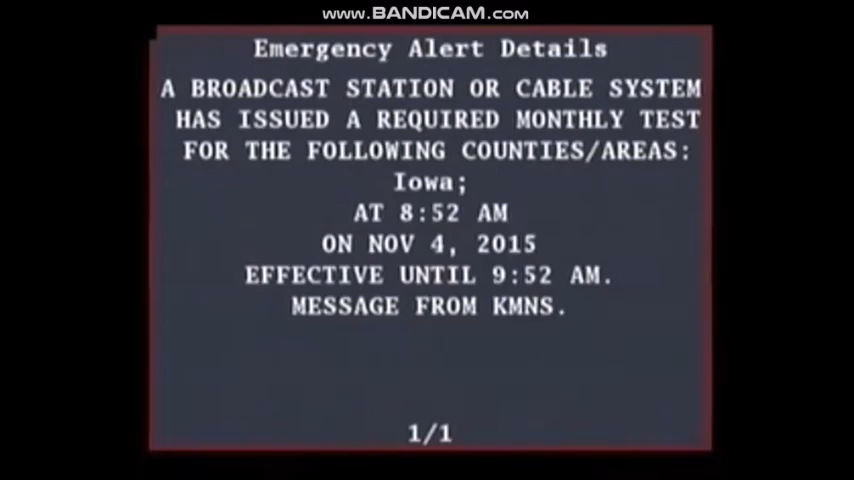 www.BANDICAM.com
Emergency Alert Details
A BROADCAST STATION OR CABLE SYSTEM
HAS ISSUED A REQUIRED MONTHLY TEST
FOR THE FOLLOWING COUNTIES/AREAS:
Iowa;
AT 8:52 AM
ON NOV 4, 2015
EFFECTIVE UNTIL 9:52 AM.
MESSAGE FROM KMNS.
1/1